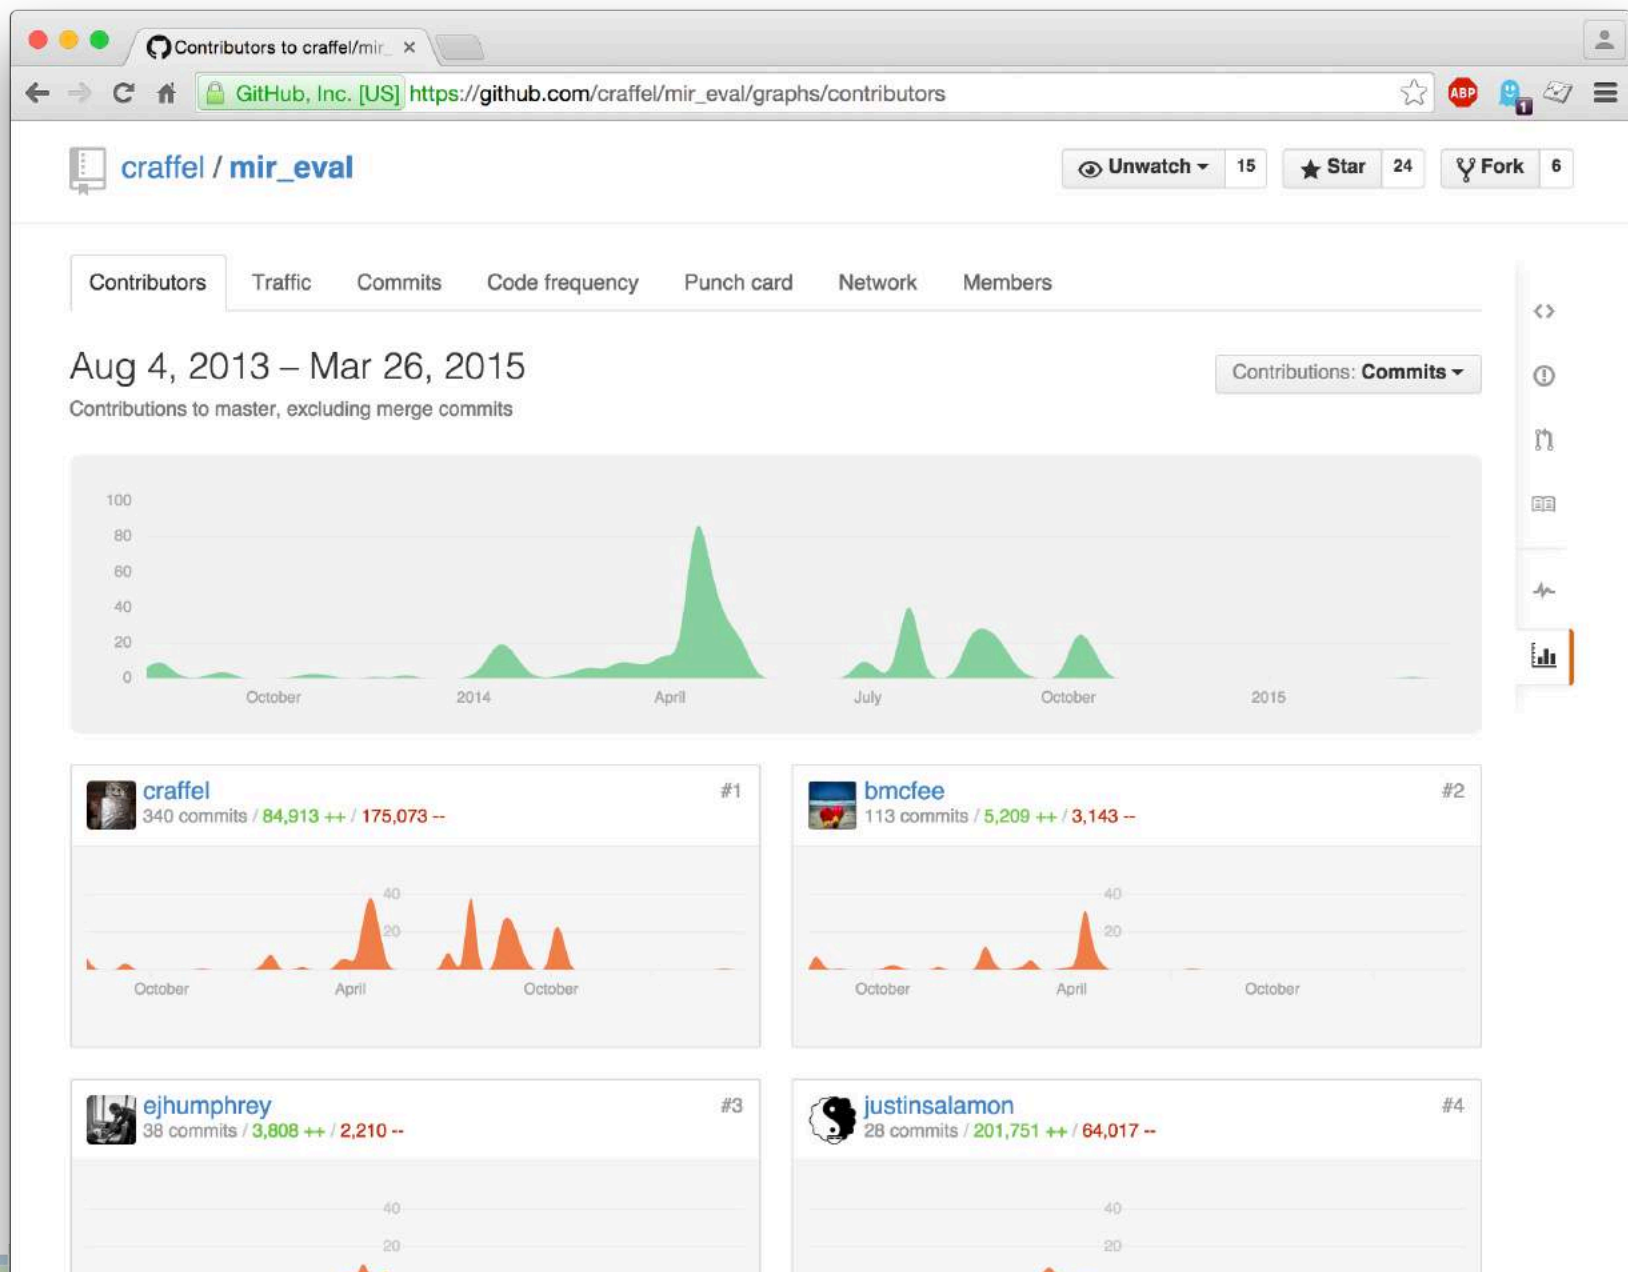 Contributors to craffel/mir_
GitHub, Inc. [US] https://github.com/craffel/mir_eval/graphs/contributors
ABP
1
craffel / mir_eval
Unwatch 15
Star 24
Fork 6
Contributors Traffic Commits Code frequency Punch card Network Members
Aug 4, 2013 – Mar 26, 2015
Contributions: Commits
Contributions to master, excluding merge commits
100
80
60
40
20
0
October 2014 April July October 2015
craffel #1
340 commits / 84,913 ++ / 175,073 --
40
20
October April October
bmcfee #2
113 commits / 5,209 ++ / 3,143 --
40
20
October April October
ejhumphrey #3
38 commits / 3,808 ++ / 2,210 --
40
20
justinsalamon #4
28 commits / 201,751 ++ / 64,017 --
40
20